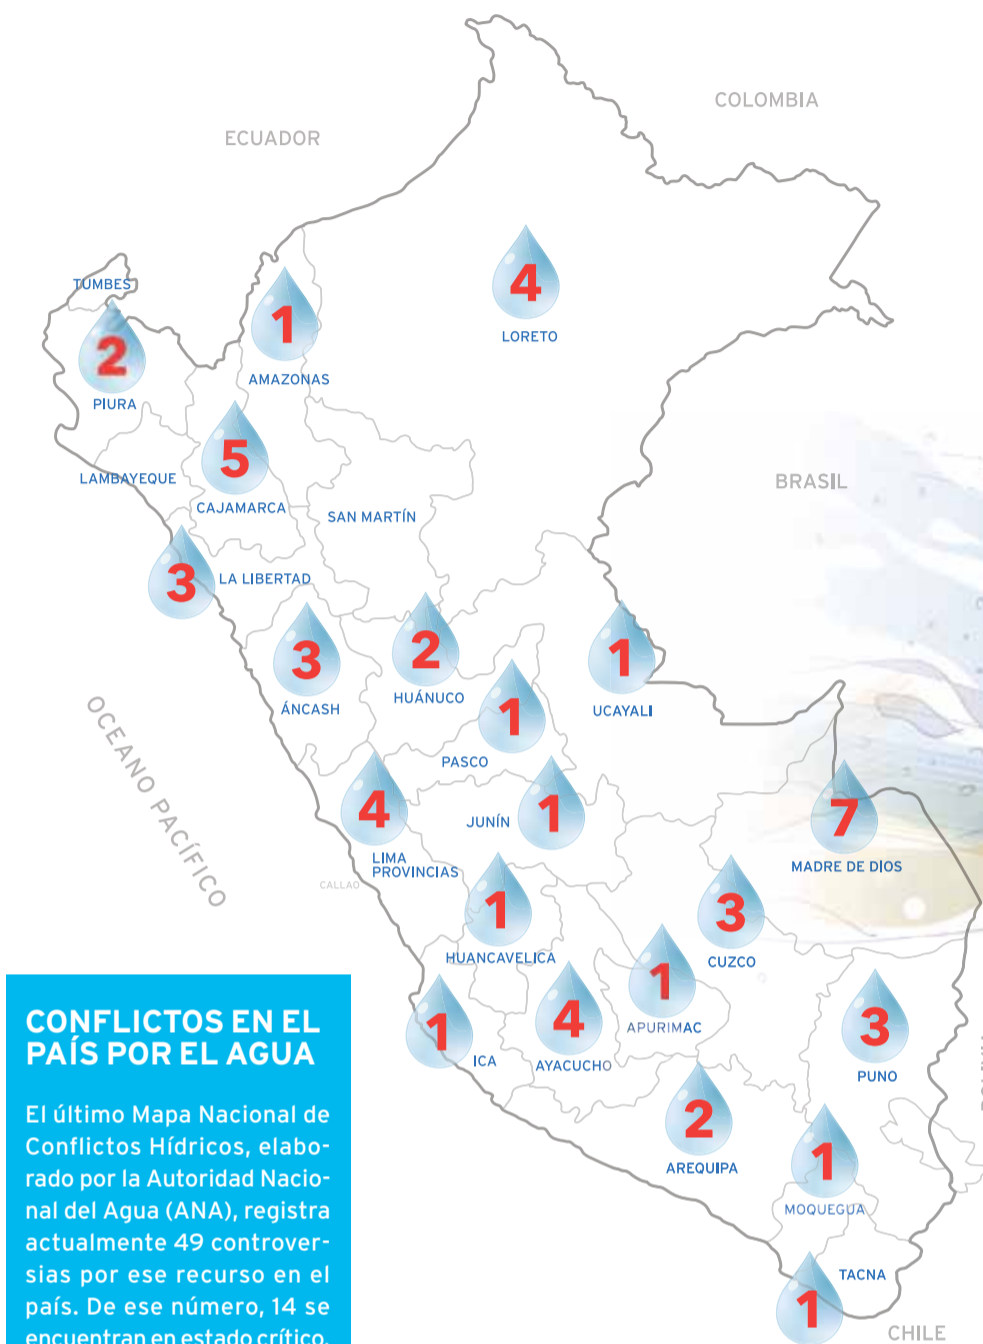 COLOMBIA
ECUADOR
TUMBES
2
PIURA
1
AMAZONAS
4
LORETO
LAMBAYEQUE
5
CAJAMARCA
SAN MARTÍN
BRASIL
3
LA LIBERTAD
3
ÁNCASH
2
HUÁNUCO
1
PASCO
1
UCAYALI
OCEANO PACÍFICO
4
LIMA
PROVINCIAS
JUNÍN
1
7
MADRE DE DIOS
CALLAO
1
HUANCAVELICA
3
CUZCO
1
ICA
4
AYACUCHO
1
APURIMAC
3
PUNO
2
AREQUIPA
1
MOQUEGUA
1
TACNA
CHILE
CONFLICTOS EN EL
PAÍS POR EL AGUA
El último Mapa Nacional de
Conflictos Hídricos, elabo-
rado por la Autoridad Nacio-
nal del Agua (ANA), registra
actualmente 49 controver-
sias por ese recurso en el
país. De ese número, 14 se
encuentran en estado crítico.